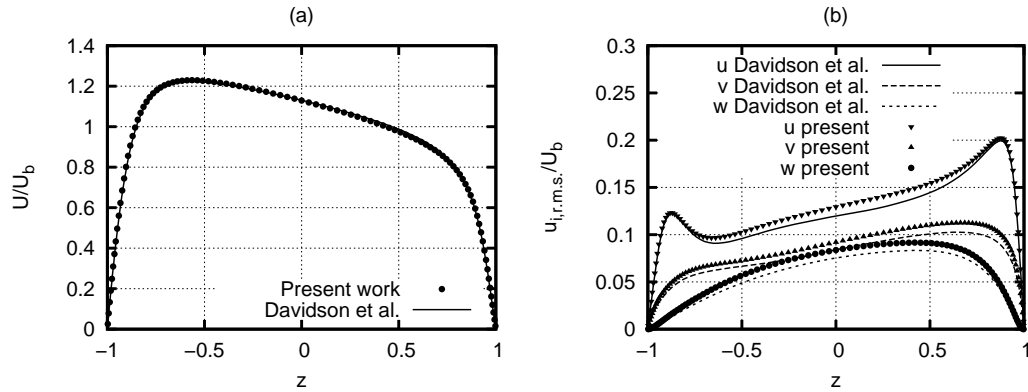 (a)
U/U_b
1.4
1.2
1
0.8
0.6
0.4
0.2
0
−1
−0.5
0
0.5
1
z
Present work
Davidson et al.
(b)
u_{i,r.m.s.}/U_b
0.3
0.25
0.2
0.15
0.1
0.05
0
−1
−0.5
0
0.5
1
z
u Davidson et al.
v Davidson et al.
w Davidson et al.
u present
v present
w present